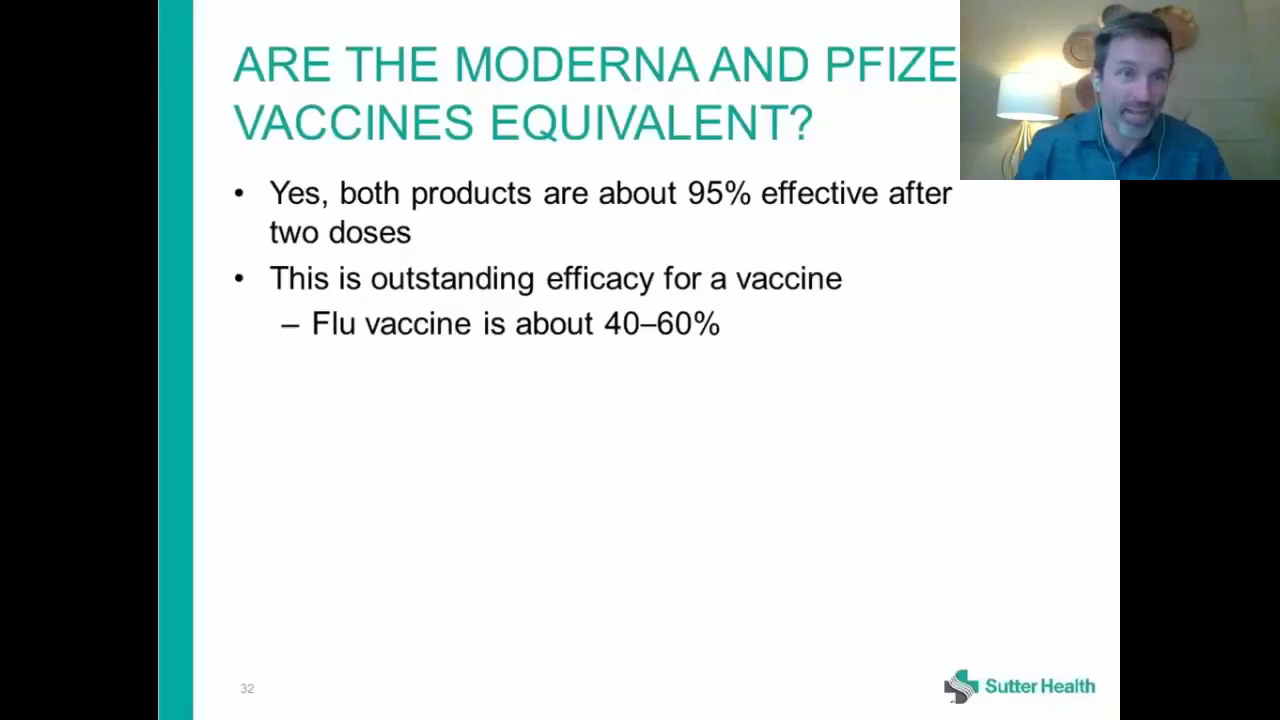 ARE THE MODERNA AND PFIZE
VACCINES EQUIVALENT?
• Yes, both products are about 95% effective after
two doses
• This is outstanding efficacy for a vaccine
– Flu vaccine is about 40–60%
32
Sutter Health